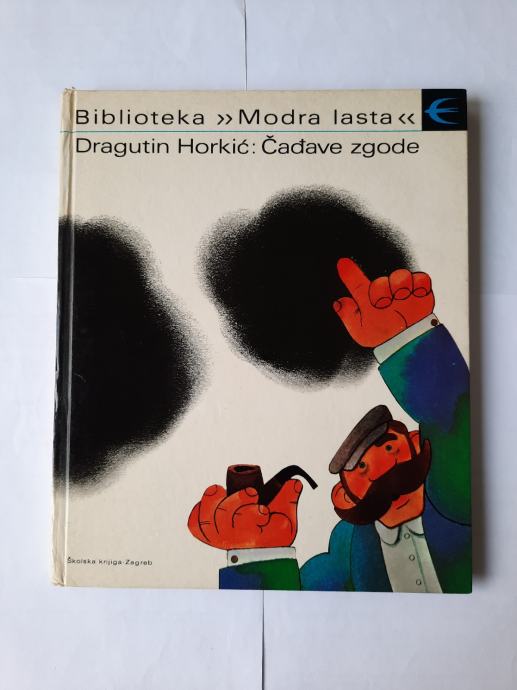 Biblioteka »Modra lasta«
Dragutin Horkić: Čađave zgode
Školska knjiga-Zagreb